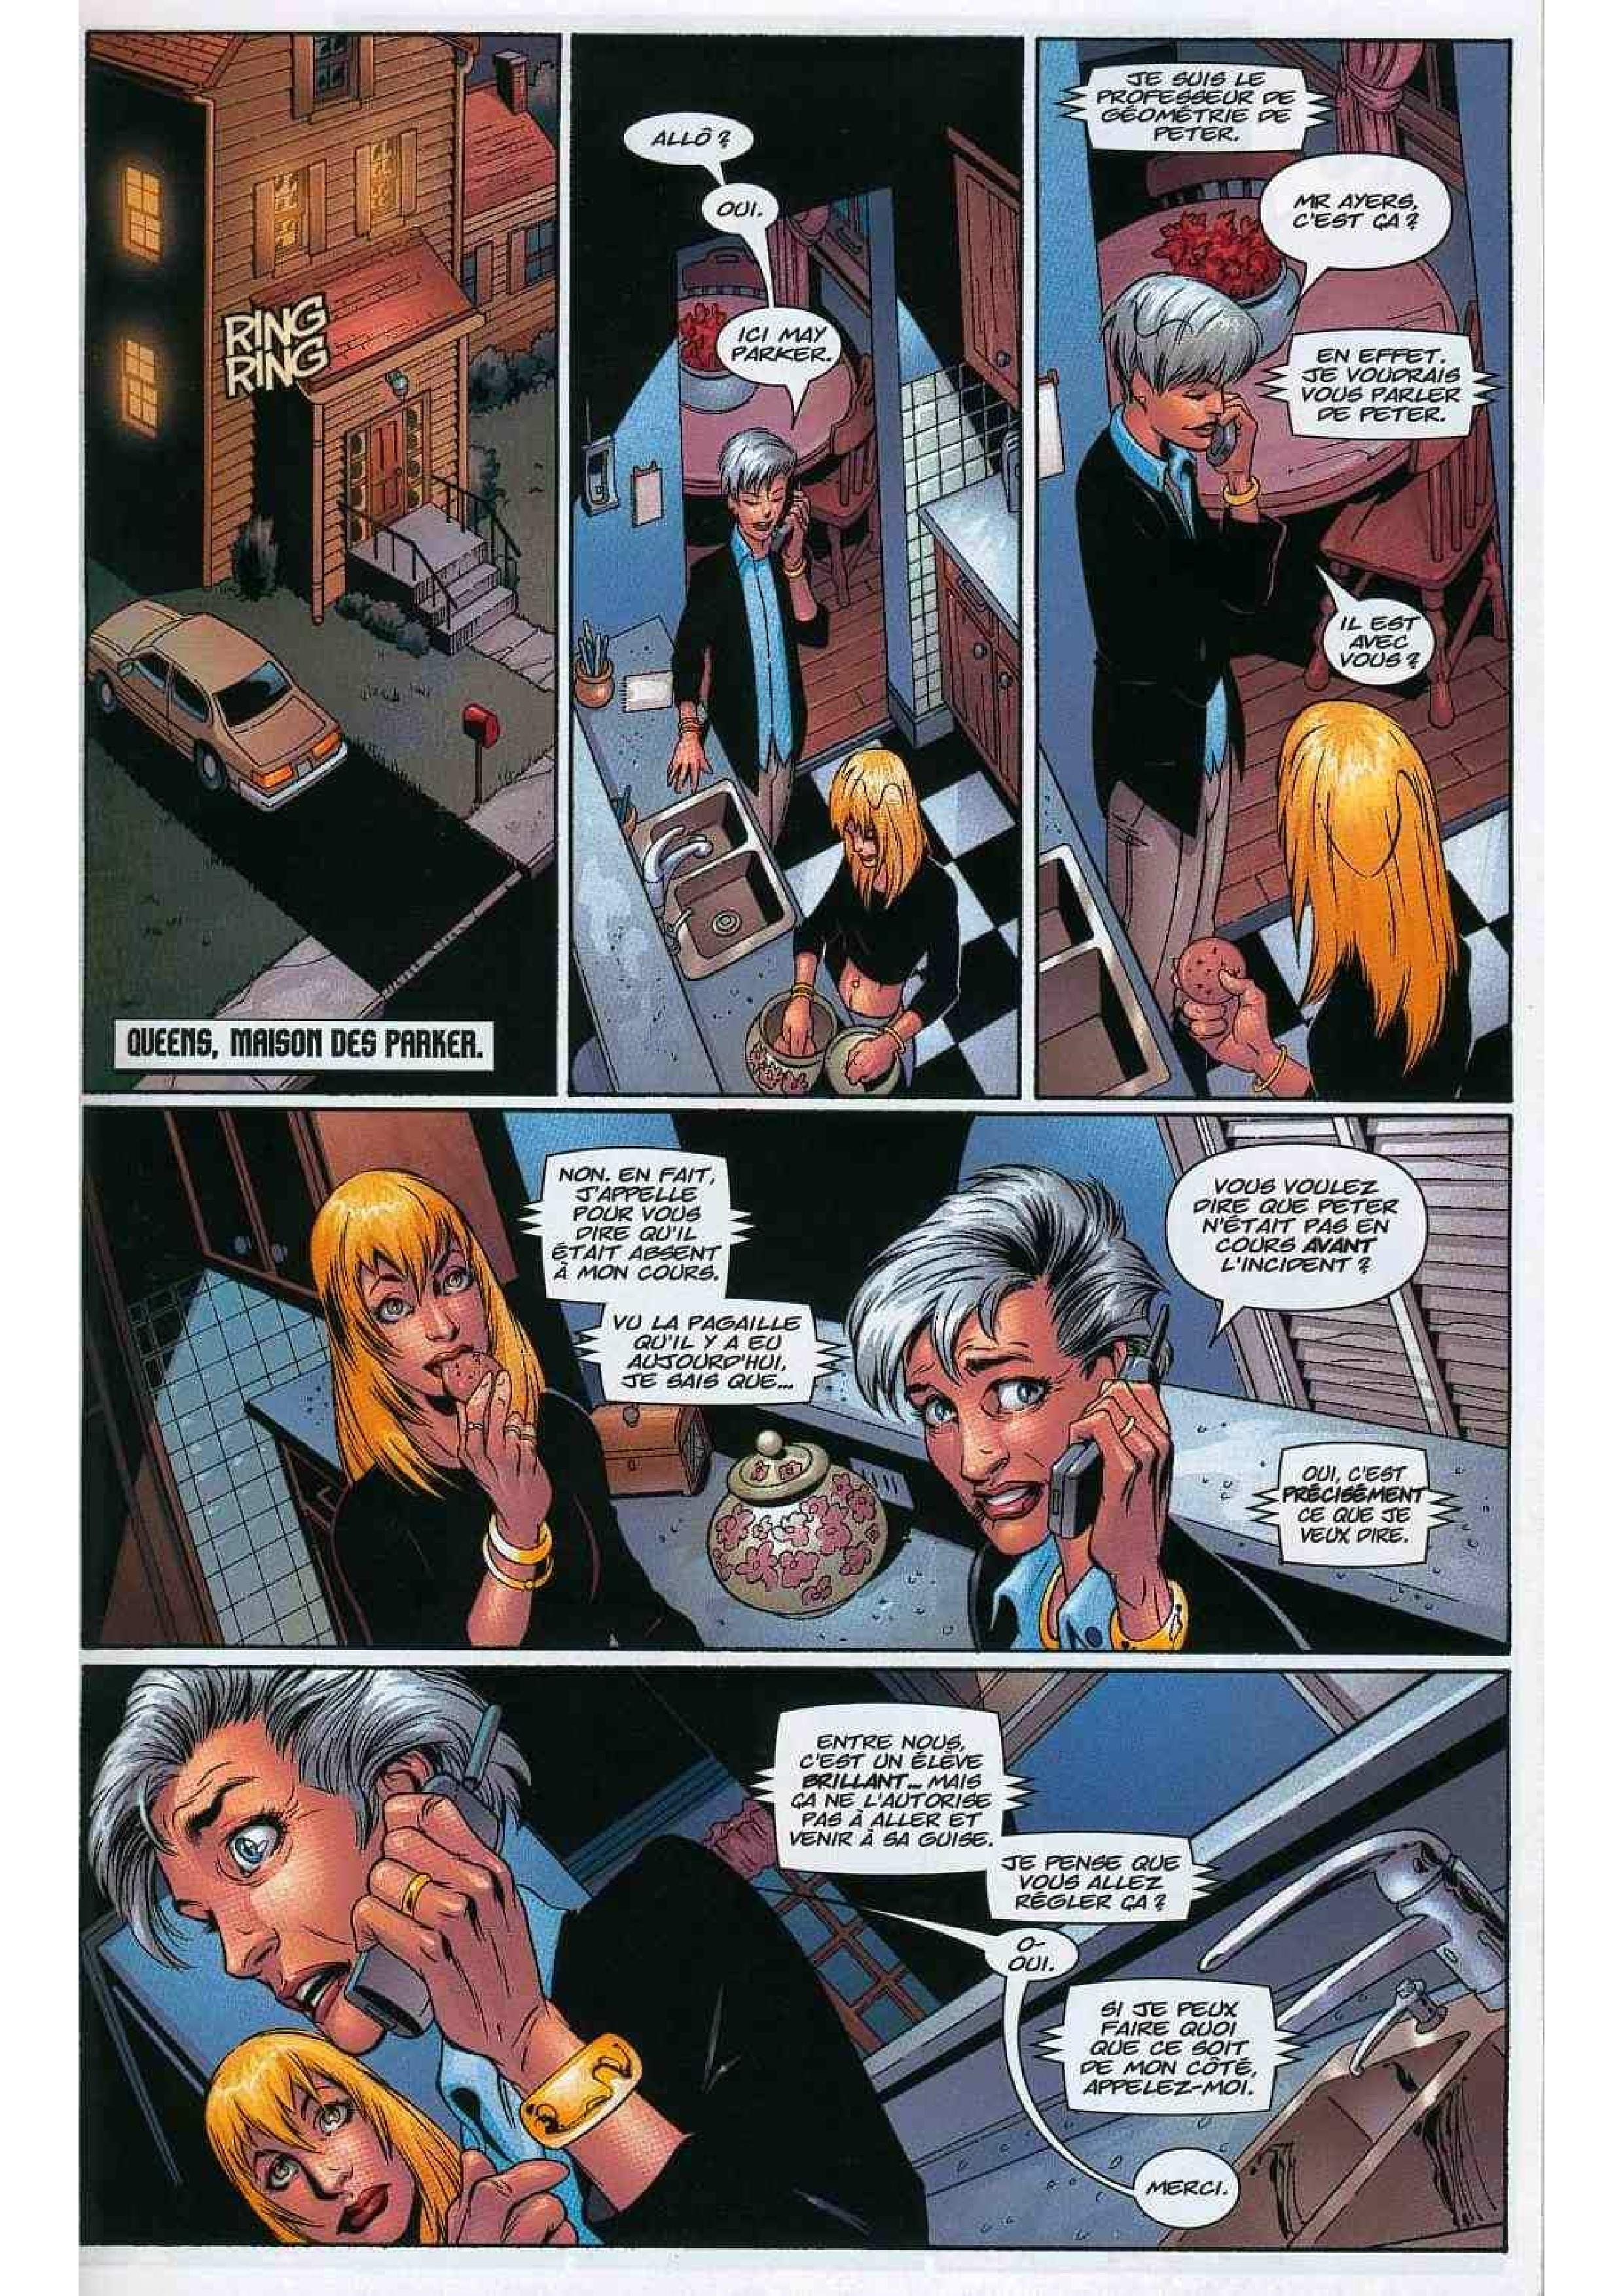 RING
RING
QUEENS, MAISON DES PARKER.
ALLÔ ?
OUI.
ICI MAY
PARKER.
JE SUIS LE
PROFESSEUR DE
GÉOMÉTRIE DE
PETER.
MR AYERS,
C'EST ÇA ?
EN EFFET.
JE VOUDRAIS
VOUS PARLER
DE PETER.
IL EST
AVEC
VOUS ?
NON. EN FAIT,
J'APPELLE
POUR VOUS
DIRE QU'IL
ÉTAIT ABSENT
À MON COURS.
VU LA PAGAILLE
QU'IL Y A EU
AUJOURD'HUI,
JE SAIS QUE...
VOUS VOULEZ
DIRE QUE PETER
N'ÉTAIT PAS EN
COURS AVANT
L'INCIDENT ?
OUI, C'EST
PRÉCISÉMENT
CE QUE JE
VEUX DIRE.
ENTRE NOUS,
C'EST UN ÉLÈVE
BRILLANT... MAIS
ÇA NE L'AUTORISE
PAS À ALLER ET
VENIR À SA GUISE.
JE PENSE QUE
VOUS ALLEZ
RÉGLER ÇA ?
O-
OUI.
SI JE PEUX
FAIRE QUOI
QUE CE SOIT
DE MON CÔTÉ,
APPELEZ-MOI.
MERCI.